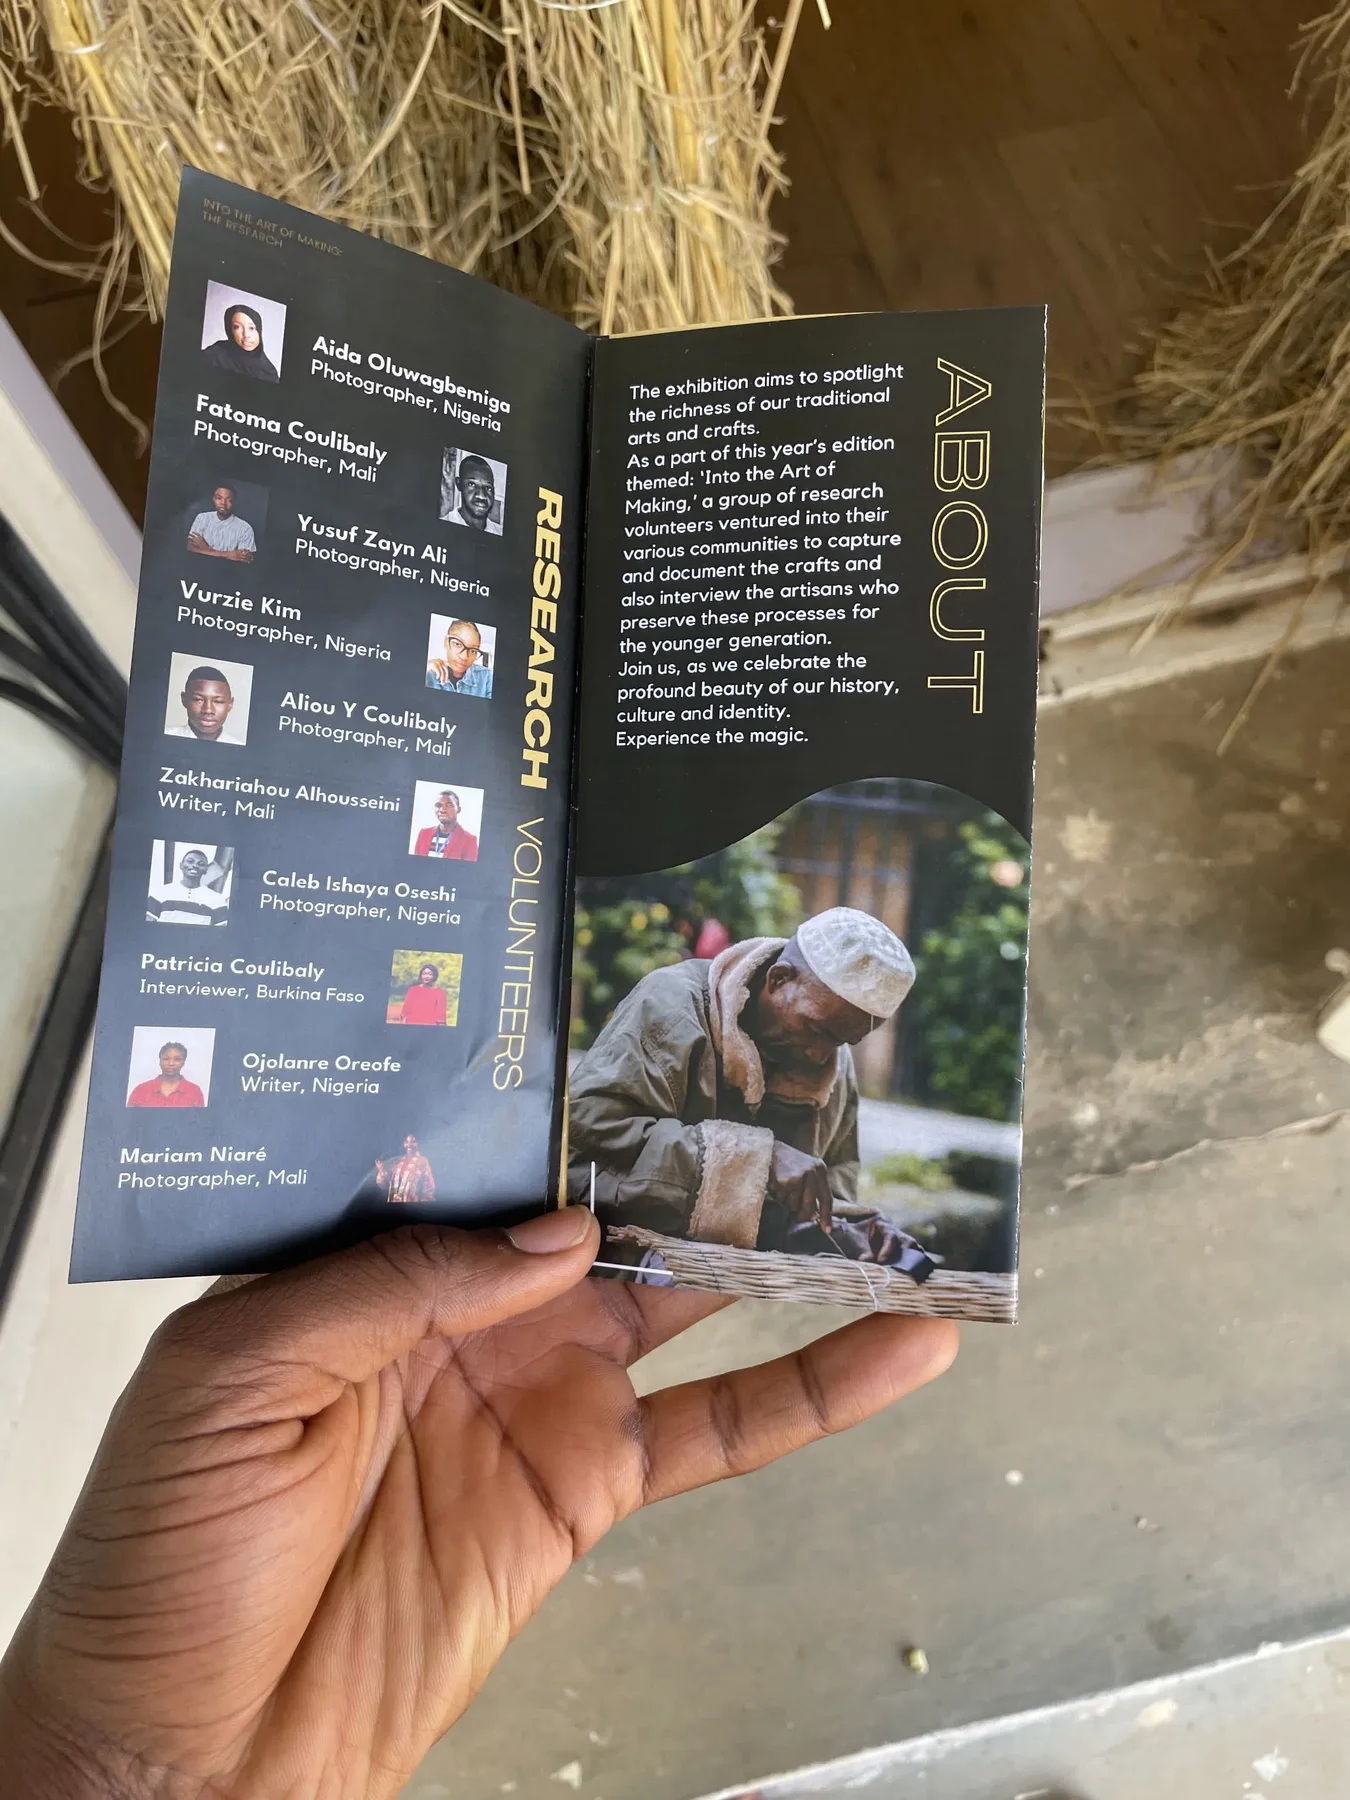 INTO THE ART OF MAKING:
THE RESEARCH
Aida Oluwagbemiga
Photographer, Nigeria
Fatoma Coulibaly
Photographer, Mali
Yusuf Zayn Ali
Photographer, Nigeria
Vurzie Kim
Photographer, Nigeria
Aliou Y Coulibaly
Photographer, Mali
Zakhariahou Alhousseini
Writer, Mali
Caleb Ishaya Oseshi
Photographer, Nigeria
Patricia Coulibaly
Interviewer, Burkina Faso
Ojolanre Oreofe
Writer, Nigeria
Mariam Niaré
Photographer, Mali
RESEARCH VOLUNTEERS
The exhibition aims to spotlight
the richness of our traditional
arts and crafts.
As a part of this year's edition
themed: 'Into the Art of
Making,' a group of research
volunteers ventured into their
various communities to capture
and document the crafts and
also interview the artisans who
preserve these processes for
the younger generation.
Join us, as we celebrate the
profound beauty of our history,
culture and identity.
Experience the magic.
ABOUT